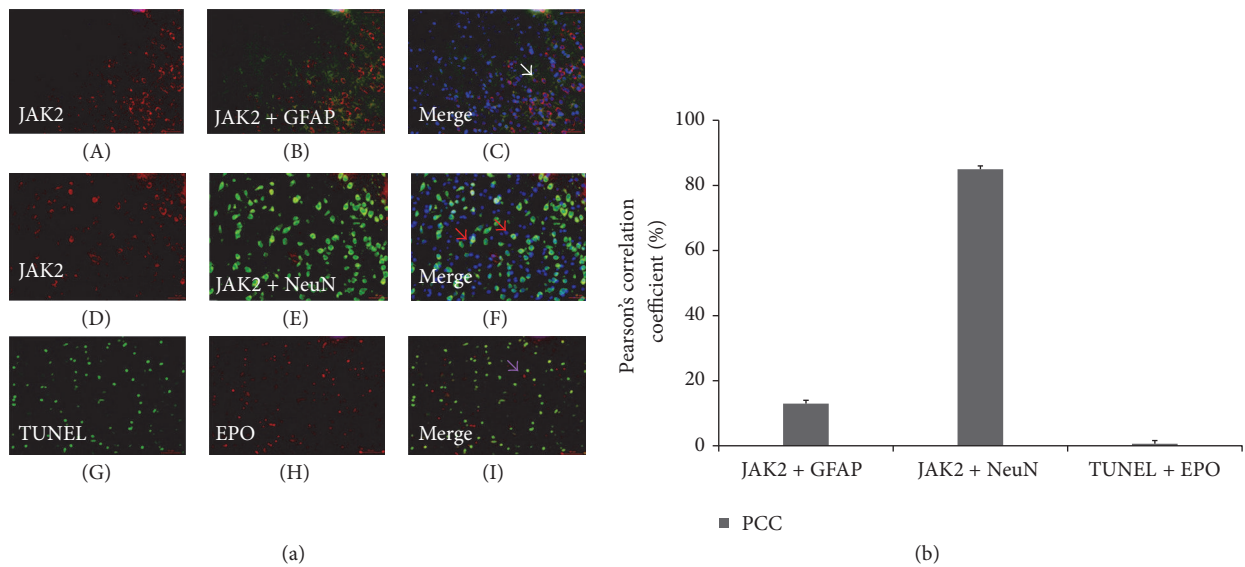 JAK2
JAK2 + GFAP
Merge
(A)
(B)
(C)
JAK2
JAK2 + NeuN
Merge
(D)
(E)
(F)
TUNEL
EPO
Merge
(G)
(H)
(I)
(a)
Pearson's correlation
coefficient (%)
100
80
60
40
20
0
JAK2 + GFAP
JAK2 + NeuN
TUNEL + EPO
PCC
(b)